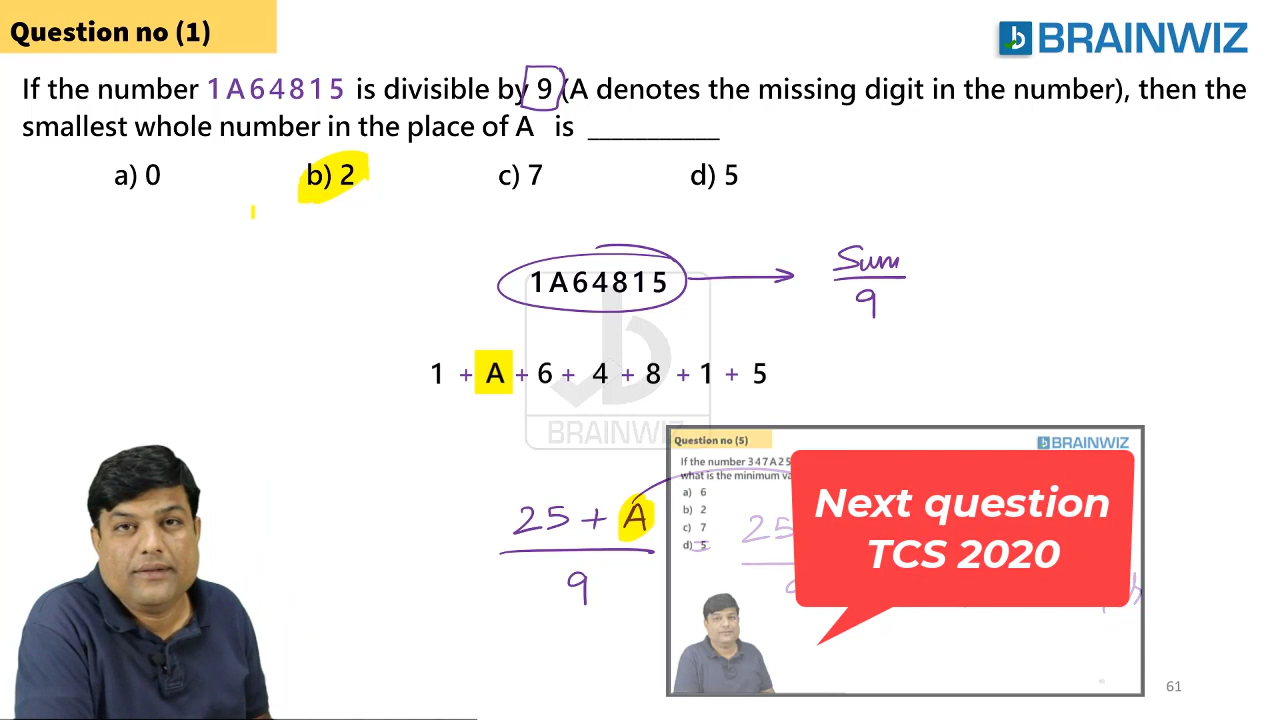 Question no (1)
BRAINWIZ
If the number 1A64815 is divisible by 9 (A denotes the missing digit in the number), then the
smallest whole number in the place of A is ___________
a) 0 b) 2 c) 7 d) 5
1A64815
Sum
9
1 + A + 6 + 4 + 8 + 1 + 5
BRAINWIZ
25 + A
9
Question no (5)
BRAINWIZ
If the number 347A25
what is the minimum va
a) 6
b) 2
c) 7
d) 5
25
Next question
TCS 2020
61